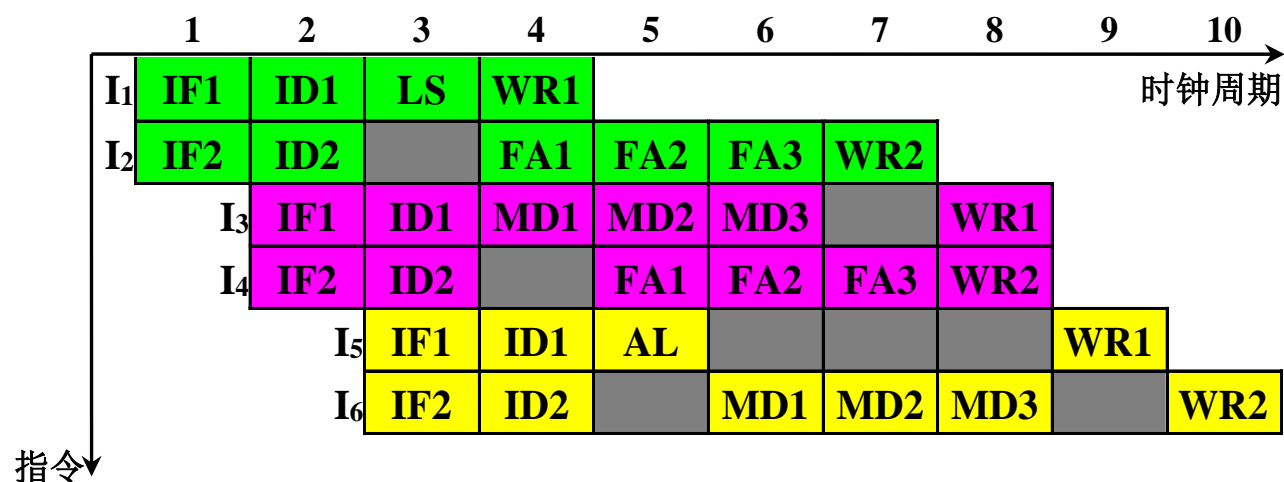 1 2 3 4 5 6 7 8 9 10
时钟周期
I1 IF1 ID1 LS WR1
I2 IF2 ID2 FA1 FA2 FA3 WR2
I3 IF1 ID1 MD1 MD2 MD3 WR1
I4 IF2 ID2 FA1 FA2 FA3 WR2
I5 IF1 ID1 AL WR1
I6 IF2 ID2 MD1 MD2 MD3 WR2
指令